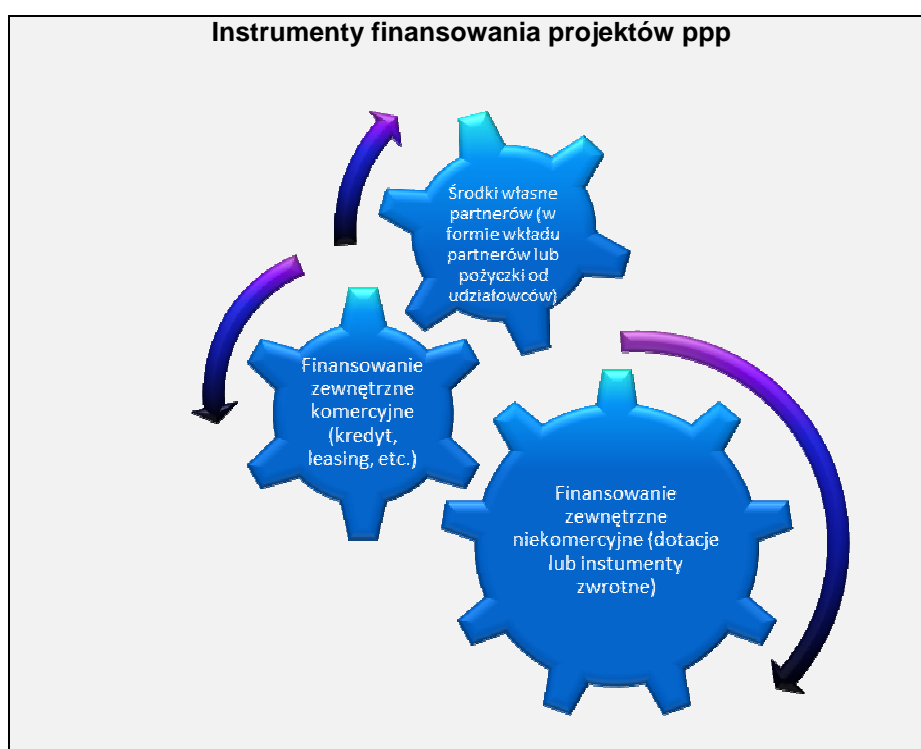 Instrumenty finansowania projektów ppp
Środki własne
partnerów (w
formie wkładu
partnerów lub
pożyczki od
udziałowców)
Finansowanie
zewnętrzne
komercyjne
(kredyt,
leasing, etc.)
Finansowanie
zewnętrzne
niekomercyjne (dotacje
lub instumenty
zwrotne)